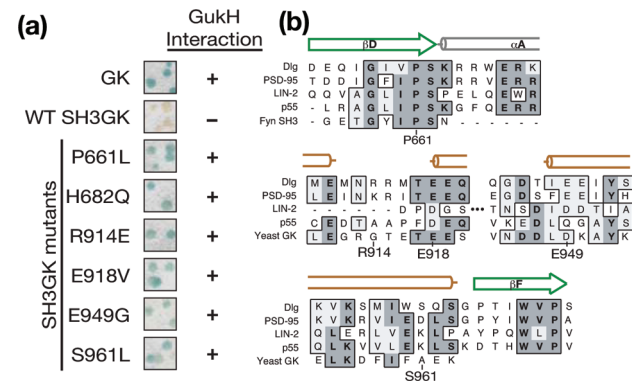 (a)
GukH
Interaction
GK +
WT SH3GK –
SH3GK mutants
P661L +
H682Q +
R914E +
E918V +
E949G +
S961L +
(b)
βD αA
Dlg D E Q I G I V P S K R R W E R K
PSD-95 T D D I G F I P S K R R V E R R
LIN-2 Q Q V A G L I P S P E L Q E W R
p55 - L R A G L I P S K G F Q E R R
Fyn SH3 - G E T G Y I P S N - - - - - -
P661
Dlg M E M N R R M T E E Q Q G D T I E E I Y S
PSD-95 L E I N K R I T E E Q E G D S F E E I Y H
LIN-2 - - - - - - D P D G S ••• T N S D I D D T I A
p55 C E D T A A P F D E Q V K E D L Q G A Y S
Yeast GK L E G R G T E T E E S V N D D L D K A Y K
R914 E918 E949
βF
Dlg K V K S M I W S Q S G P T I W V P S
PSD-95 K V K R V I E D L S G P Y I W V P A
LIN-2 Q L E R L V E K L P A Y P Q W L P V
p55 Q L E K L S K D T H W V P V
Yeast GK E L K D F I F A E K
S961